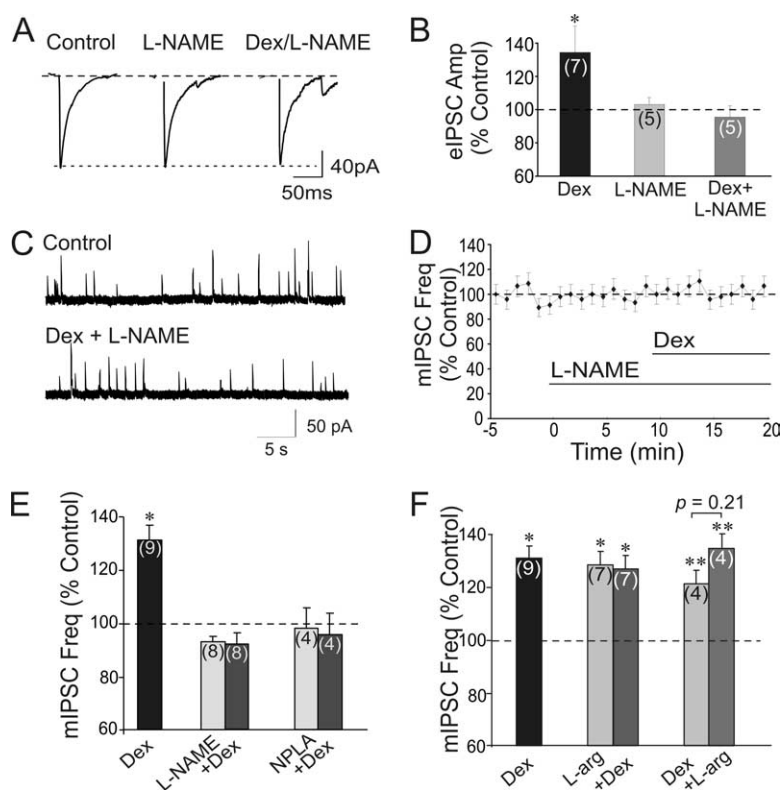 A
Control L-NAME Dex/L-NAME
40pA
50ms
B
eIPSC Amp
(% Control)
140
120
100
80
60
*
(7)
(5)
(5)
Dex
L-NAME
Dex+
L-NAME
C
Control
Dex + L-NAME
50 pA
5 s
D
mIPSC Freq
(% Control)
140
120
100
80
60
40
20
0
Dex
L-NAME
-5 0 5 10 15 20
Time (min)
E
mIPSC Freq (% Control)
140
120
100
80
60
*
(9)
(8)
(8)
(4)
(4)
Dex
L-NAME
+Dex
NPLA
+Dex
F
mIPSC Freq (% Control)
140
120
100
120
60
p = 0.21
*
* *
** **
(9)
(7)
(7)
(4)
(4)
Dex
L-arg
+Dex
Dex
+L-arg